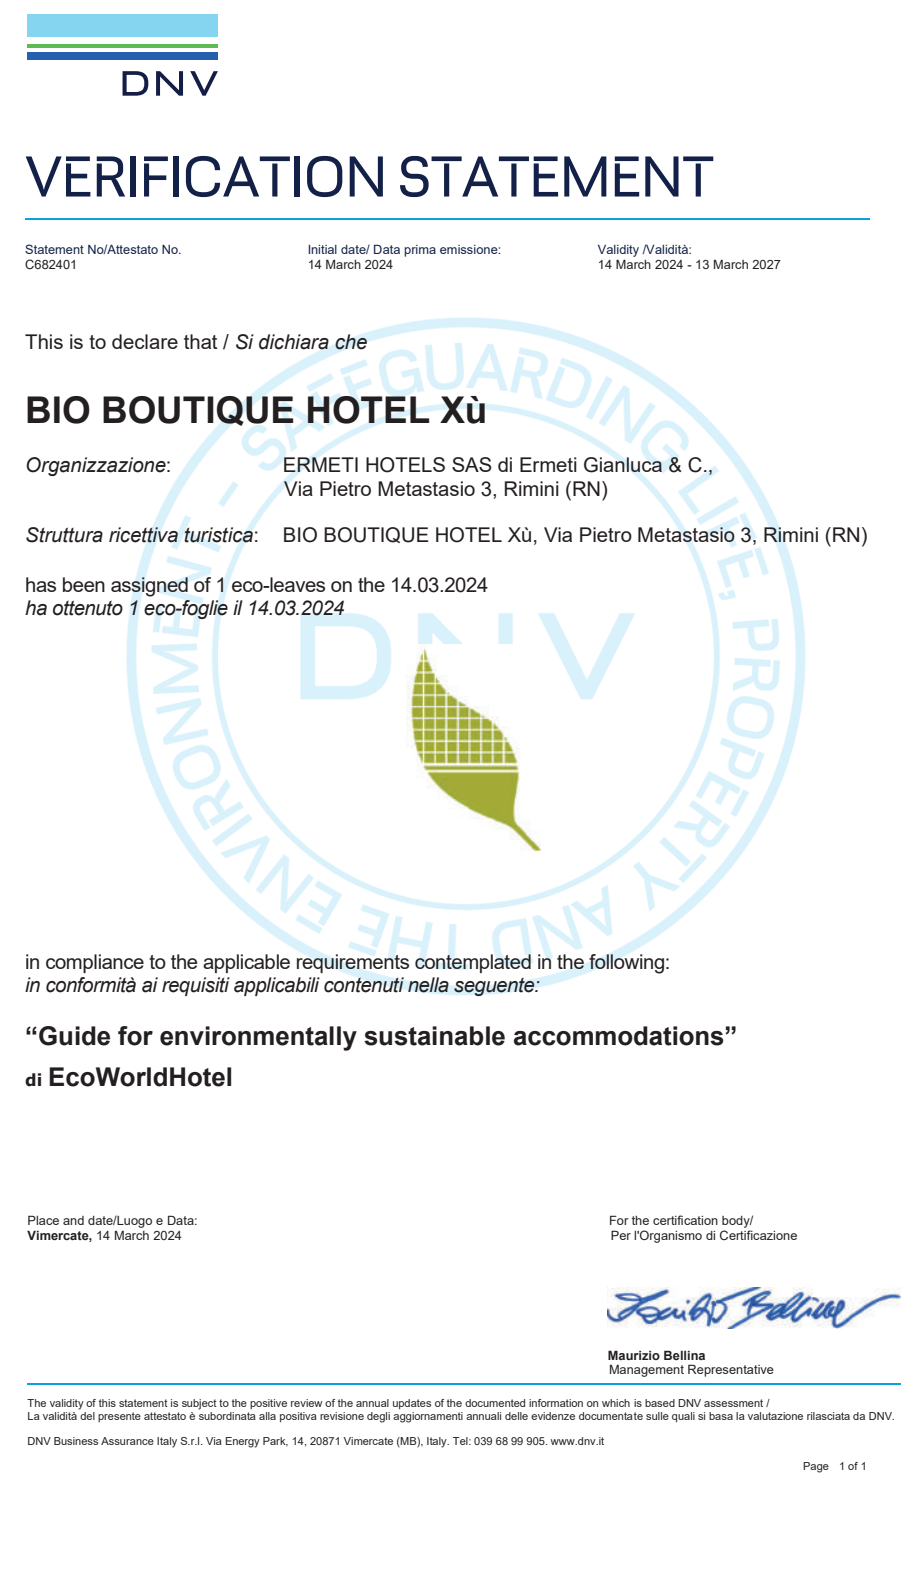 DNV
VERIFICATION STATEMENT
Statement No/Attestato No.
C682401
Initial date/ Data prima emissione:
14 March 2024
Validity /Validità:
14 March 2024 - 13 March 2027
This is to declare that / Si dichiara che
BIO BOUTIQUE HOTEL Xù
Organizzazione: ERMETI HOTELS SAS di Ermeti Gianluca & C.,
Via Pietro Metastasio 3, Rimini (RN)
Struttura ricettiva turistica: BIO BOUTIQUE HOTEL Xù, Via Pietro Metastasio 3, Rimini (RN)
has been assigned of 1 eco-leaves on the 14.03.2024
ha ottenuto 1 eco-foglie il 14.03.2024
SAFEGUARDING LIFE, PROPERTY AND THE ENVIRONMENT -
DNV
in compliance to the applicable requirements contemplated in the following:
in conformità ai requisiti applicabili contenuti nella seguente:
“Guide for environmentally sustainable accommodations”
di EcoWorldHotel
Place and date/Luogo e Data:
Vimercate, 14 March 2024
For the certification body/
Per l'Organismo di Certificazione
Maurizio Bellina
Management Representative
The validity of this statement is subject to the positive review of the annual updates of the documented information on which is based DNV assessment /
La validità del presente attestato è subordinata alla positiva revisione degli aggiornamenti annuali delle evidenze documentate sulle quali si basa la valutazione rilasciata da DNV.
DNV Business Assurance Italy S.r.l. Via Energy Park, 14, 20871 Vimercate (MB), Italy. Tel: 039 68 99 905. www.dnv.it
Page 1 of 1